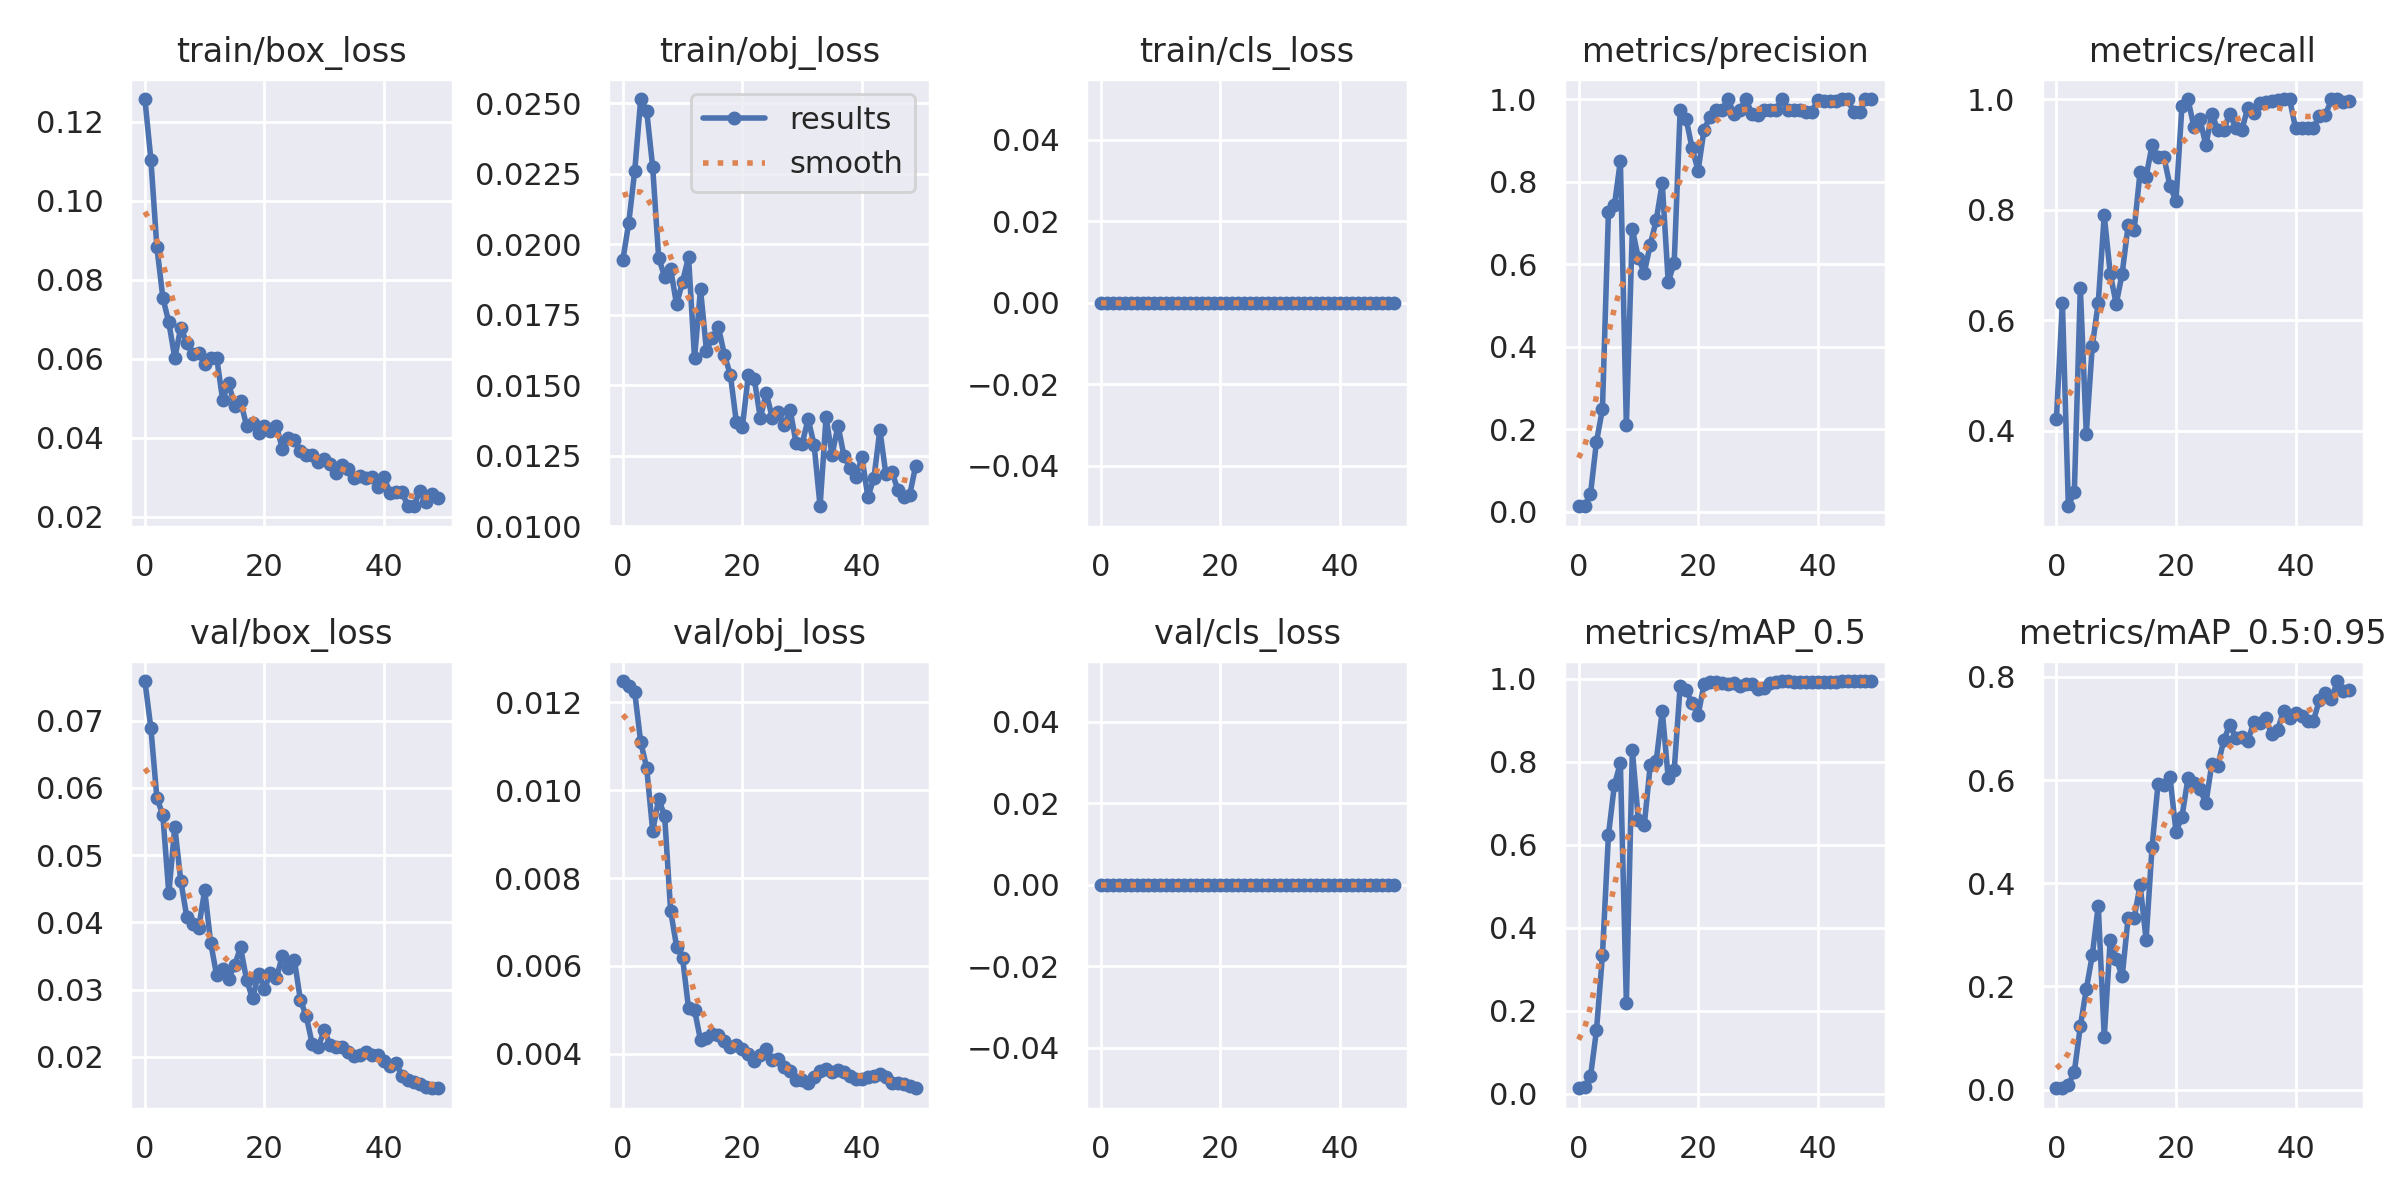 train/box_loss
0.12
0.10
0.08
0.06
0.04
0.02
0 20 40
train/obj_loss
results
smooth
0.0250
0.0225
0.0200
0.0175
0.0150
0.0125
0.0100
0 20 40
train/cls_loss
0.04
0.02
0.00
−0.02
−0.04
0 20 40
metrics/precision
1.0
0.8
0.6
0.4
0.2
0.0
0 20 40
metrics/recall
1.0
0.8
0.6
0.4
0 20 40
val/box_loss
0.07
0.06
0.05
0.04
0.03
0.02
0 20 40
val/obj_loss
0.012
0.010
0.008
0.006
0.004
0 20 40
val/cls_loss
0.04
0.02
0.00
−0.02
−0.04
0 20 40
metrics/mAP_0.5
1.0
0.8
0.6
0.4
0.2
0.0
0 20 40
metrics/mAP_0.5:0.95
0.8
0.6
0.4
0.2
0.0
0 20 40